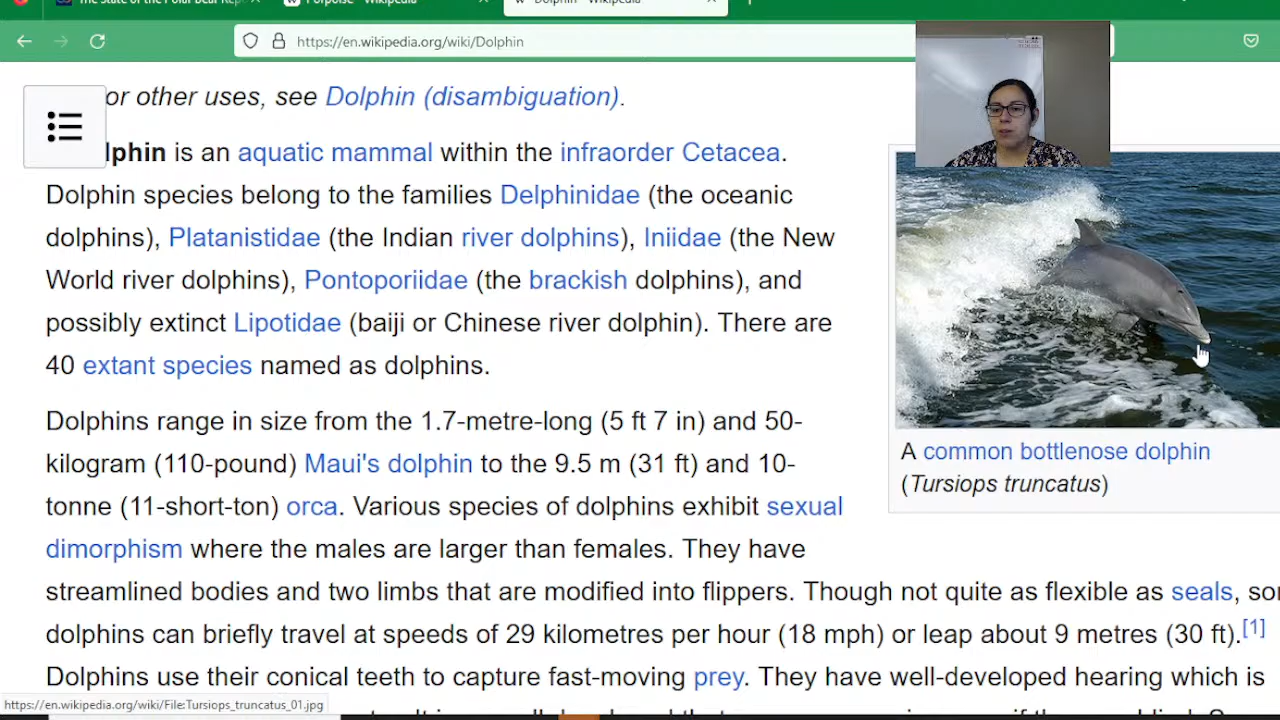 Dolphin - Wikipedia
https://en.wikipedia.org/wiki/Dolphin
or other uses, see Dolphin (disambiguation).
lphin is an aquatic mammal within the infraorder Cetacea.
Dolphin species belong to the families Delphinidae (the oceanic
dolphins), Platanistidae (the Indian river dolphins), Iniidae (the New
World river dolphins), Pontoporiidae (the brackish dolphins), and
possibly extinct Lipotidae (baiji or Chinese river dolphin). There are
40 extant species named as dolphins.
A common bottlenose dolphin
(Tursiops truncatus)
Dolphins range in size from the 1.7-metre-long (5 ft 7 in) and 50-
kilogram (110-pound) Maui's dolphin to the 9.5 m (31 ft) and 10-
tonne (11-short-ton) orca. Various species of dolphins exhibit sexual
dimorphism where the males are larger than females. They have
streamlined bodies and two limbs that are modified into flippers. Though not quite as flexible as seals, so
dolphins can briefly travel at speeds of 29 kilometres per hour (18 mph) or leap about 9 metres (30 ft).[1]
Dolphins use their conical teeth to capture fast-moving prey. They have well-developed hearing which is
https://en.wikipedia.org/wiki/File:Tursiops_truncatus_01.jpg